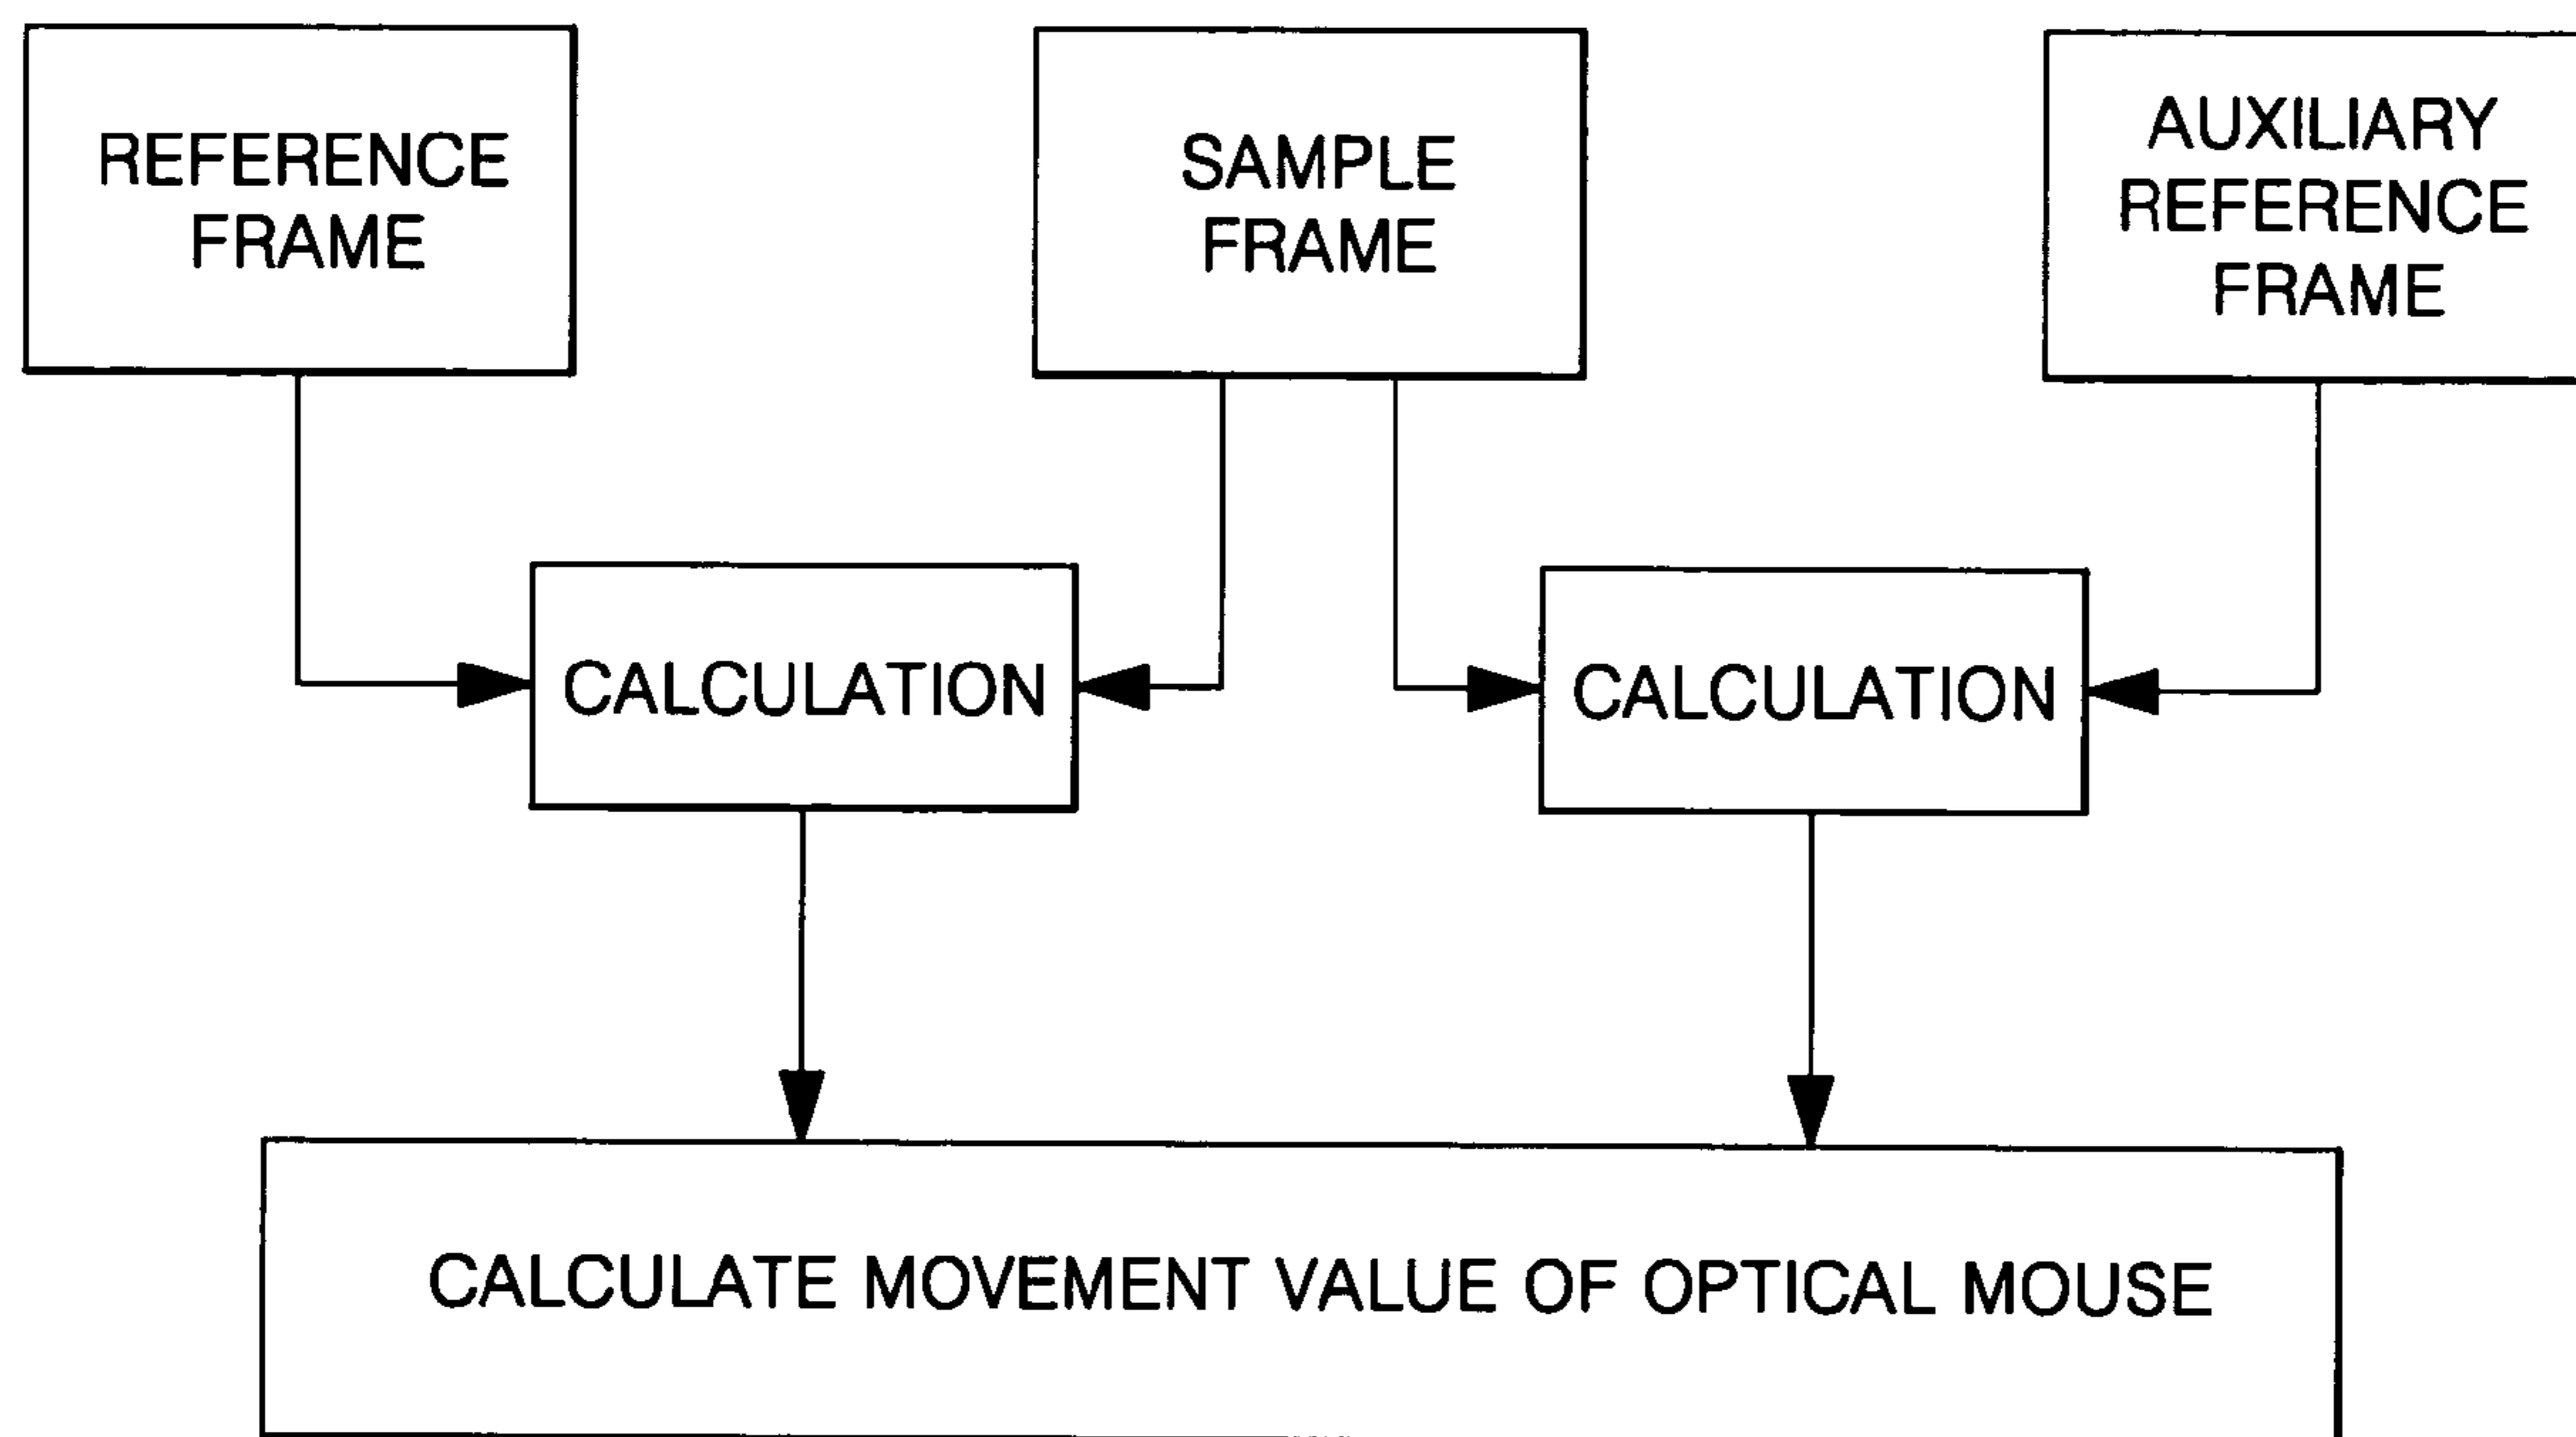 REFERENCE
FRAME
SAMPLE
FRAME
AUXILIARY
REFERENCE
FRAME
CALCULATION
CALCULATION
CALCULATE MOVEMENT VALUE OF OPTICAL MOUSE